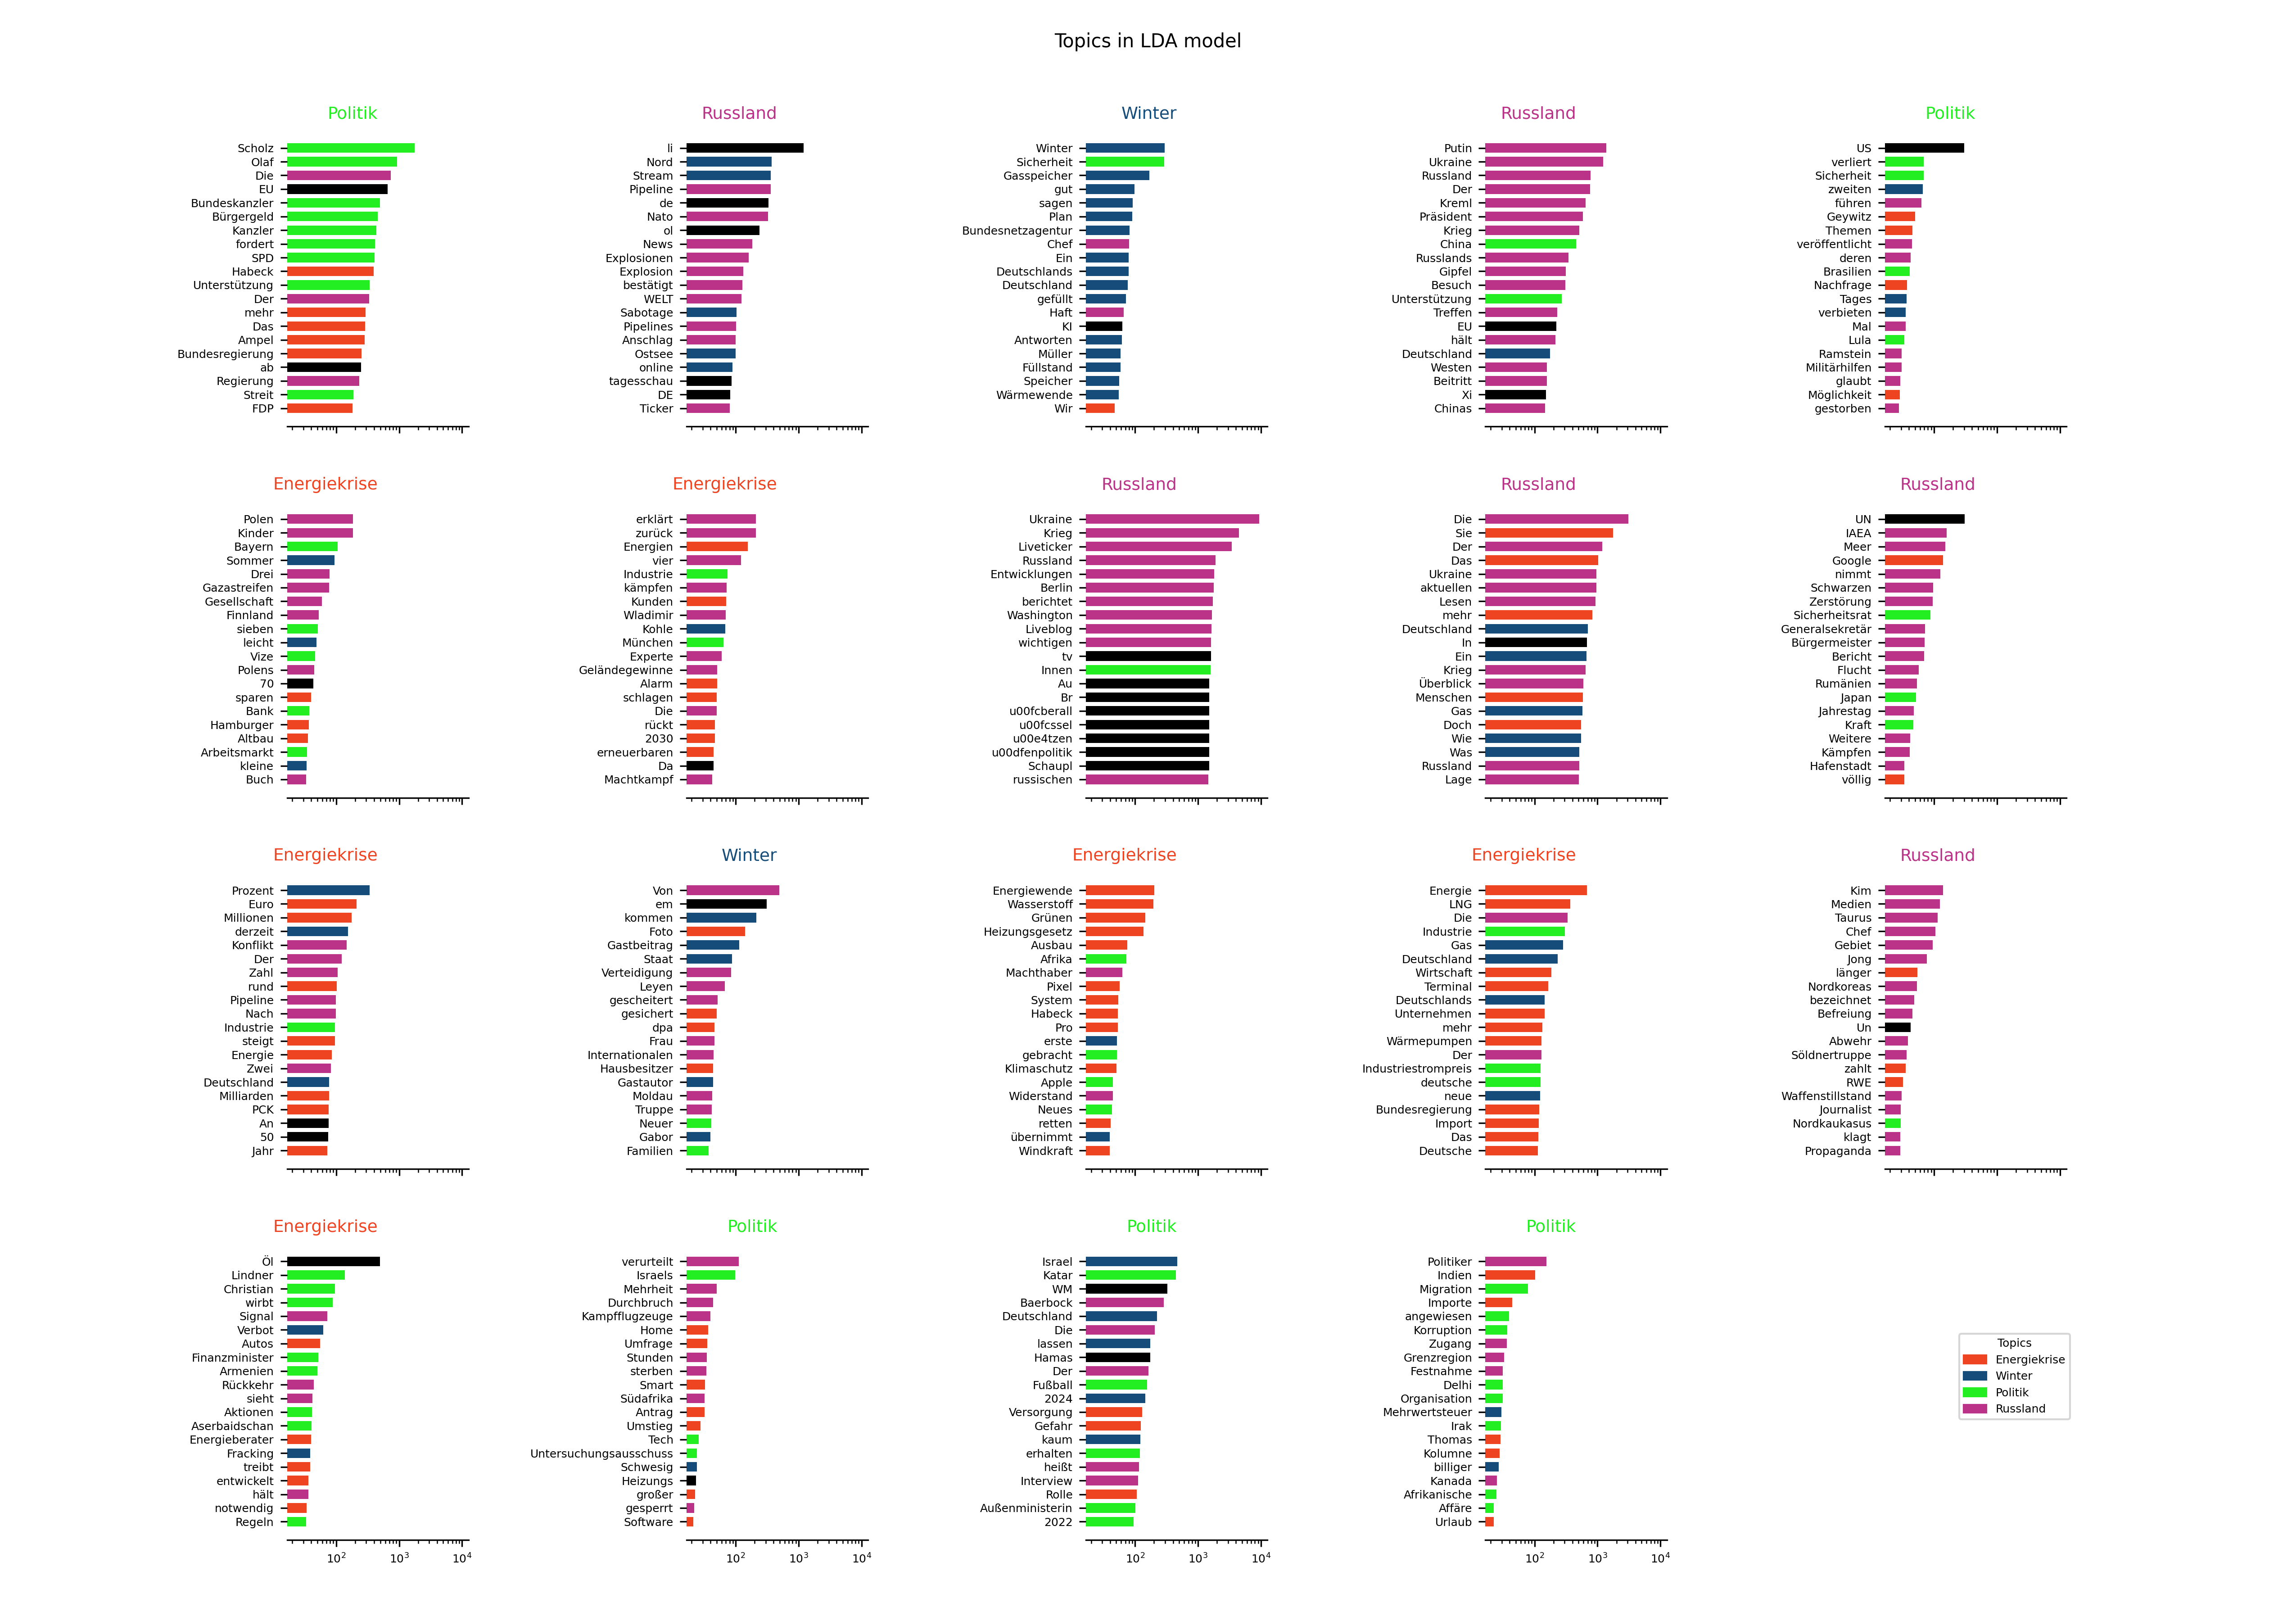 Topics in LDA model
Politik
Scholz
Olaf
Die
EU
Bundeskanzler
Bürgergeld
Kanzler
fordert
SPD
Habeck
Unterstützung
Der
mehr
Das
Ampel
Bundesregierung
ab
Regierung
Streit
FDP
Russland
li
Nord
Stream
Pipeline
de
Nato
ol
News
Explosionen
Explosion
bestätigt
WELT
Sabotage
Pipelines
Anschlag
Ostsee
online
tagesschau
DE
Ticker
Winter
Winter
Sicherheit
Gasspeicher
gut
sagen
Plan
Bundesnetzagentur
Chef
Ein
Deutschlands
Deutschland
gefüllt
Haft
KI
Antworten
Müller
Füllstand
Speicher
Wärmewende
Wir
Russland
Putin
Ukraine
Russland
Der
Kreml
Präsident
Krieg
China
Russlands
Gipfel
Besuch
Unterstützung
Treffen
EU
hält
Deutschland
Westen
Beitritt
Xi
Chinas
Politik
US
verliert
Sicherheit
zweiten
führen
Geywitz
Themen
veröffentlicht
deren
Brasilien
Nachfrage
Tages
verbieten
Mal
Lula
Ramstein
Militärhilfen
glaubt
Möglichkeit
gestorben
Energiekrise
Polen
Kinder
Bayern
Sommer
Drei
Gazastreifen
Gesellschaft
Finnland
sieben
leicht
Vize
Polens
70
sparen
Bank
Hamburger
Altbau
Arbeitsmarkt
kleine
Buch
Energiekrise
erklärt
zurück
Energien
vier
Industrie
kämpfen
Kunden
Wladimir
Kohle
München
Experte
Geländegewinne
Alarm
schlagen
Die
rückt
2030
erneuerbaren
Da
Machtkampf
Russland
Ukraine
Krieg
Liveticker
Russland
Entwicklungen
Berlin
berichtet
Washington
Liveblog
wichtigen
tv
Innen
Au
Br
u00fcberall
u00fcssel
u00e4tzen
u00dfenpolitik
Schaupl
russischen
Russland
Die
Sie
Der
Das
Ukraine
aktuellen
Lesen
mehr
Deutschland
In
Ein
Krieg
Überblick
Menschen
Gas
Doch
Wie
Was
Russland
Lage
Russland
UN
IAEA
Meer
Google
nimmt
Schwarzen
Zerstörung
Sicherheitsrat
Generalsekretär
Bürgermeister
Bericht
Flucht
Rumänien
Japan
Jahrestag
Kraft
Weitere
Kämpfen
Hafenstadt
völlig
Energiekrise
Prozent
Euro
Millionen
derzeit
Konflikt
Der
Zahl
rund
Pipeline
Nach
Industrie
steigt
Energie
Zwei
Deutschland
Milliarden
PCK
An
50
Jahr
Winter
Von
em
kommen
Foto
Gastbeitrag
Staat
Verteidigung
Leyen
gescheitert
gesichert
dpa
Frau
Internationalen
Hausbesitzer
Gastautor
Moldau
Truppe
Neuer
Gabor
Familien
Energiekrise
Energiewende
Wasserstoff
Grünen
Heizungsgesetz
Ausbau
Afrika
Machthaber
Pixel
System
Habeck
Pro
erste
gebracht
Klimaschutz
Apple
Widerstand
Neues
retten
übernimmt
Windkraft
Energiekrise
Energie
LNG
Die
Industrie
Gas
Deutschland
Wirtschaft
Terminal
Deutschlands
Unternehmen
mehr
Wärmepumpen
Der
Industriestrompreis
deutsche
neue
Bundesregierung
Import
Das
Deutsche
Russland
Kim
Medien
Taurus
Chef
Gebiet
Jong
länger
Nordkoreas
bezeichnet
Befreiung
Un
Abwehr
Söldnertruppe
zahlt
RWE
Waffenstillstand
Journalist
Nordkaukasus
klagt
Propaganda
Energiekrise
Öl
Lindner
Christian
wirbt
Signal
Verbot
Autos
Finanzminister
Armenien
Rückkehr
sieht
Aktionen
Aserbaidschan
Energieberater
Fracking
treibt
entwickelt
hält
notwendig
Regeln
10² 10³ 10⁴
Politik
verurteilt
Israels
Mehrheit
Durchbruch
Kampfflugzeuge
Home
Umfrage
Stunden
sterben
Smart
Südafrika
Antrag
Umstieg
Tech
Untersuchungsausschuss
Schwesig
Heizungs
großer
gesperrt
Software
10² 10³ 10⁴
Politik
Israel
Katar
WM
Baerbock
Deutschland
Die
lassen
Hamas
Der
Fußball
2024
Versorgung
Gefahr
kaum
erhalten
heißt
Interview
Rolle
Außenministerin
2022
10² 10³ 10⁴
Politik
Politiker
Indien
Migration
Importe
angewiesen
Korruption
Zugang
Grenzregion
Festnahme
Delhi
Organisation
Mehrwertsteuer
Irak
Thomas
Kolumne
billiger
Kanada
Afrikanische
Affäre
Urlaub
10² 10³ 10⁴
Topics
Energiekrise
Winter
Politik
Russland